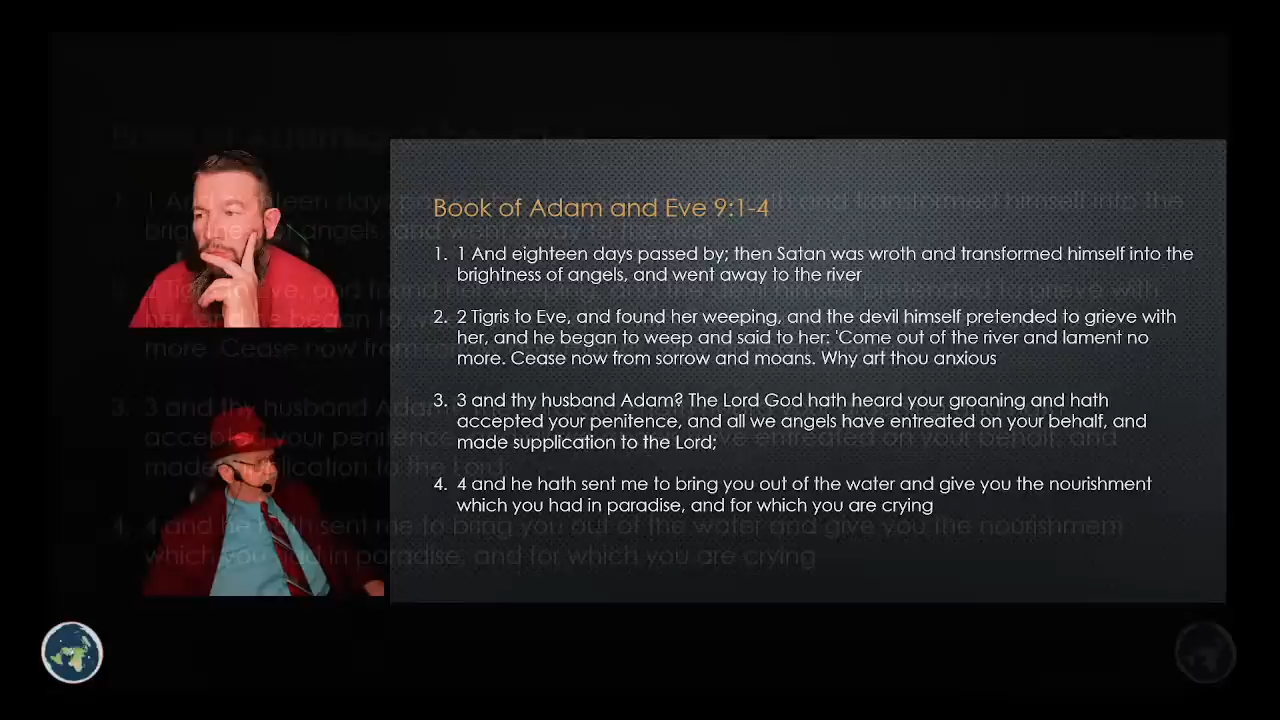 Book of Adam and Eve 9:1-4
1. 1 And eighteen days passed by; then Satan was wroth and transformed himself into the
brightness of angels, and went away to the river
2. 2 Tigris to Eve, and found her weeping, and the devil himself pretended to grieve with
her, and he began to weep and said to her: 'Come out of the river and lament no
more. Cease now from sorrow and moans. Why art thou anxious
3. 3 and thy husband Adam? The Lord God hath heard your groaning and hath
accepted your penitence, and all we angels have entreated on your behalf, and
made supplication to the Lord;
4. 4 and he hath sent me to bring you out of the water and give you the nourishment
which you had in paradise, and for which you are crying